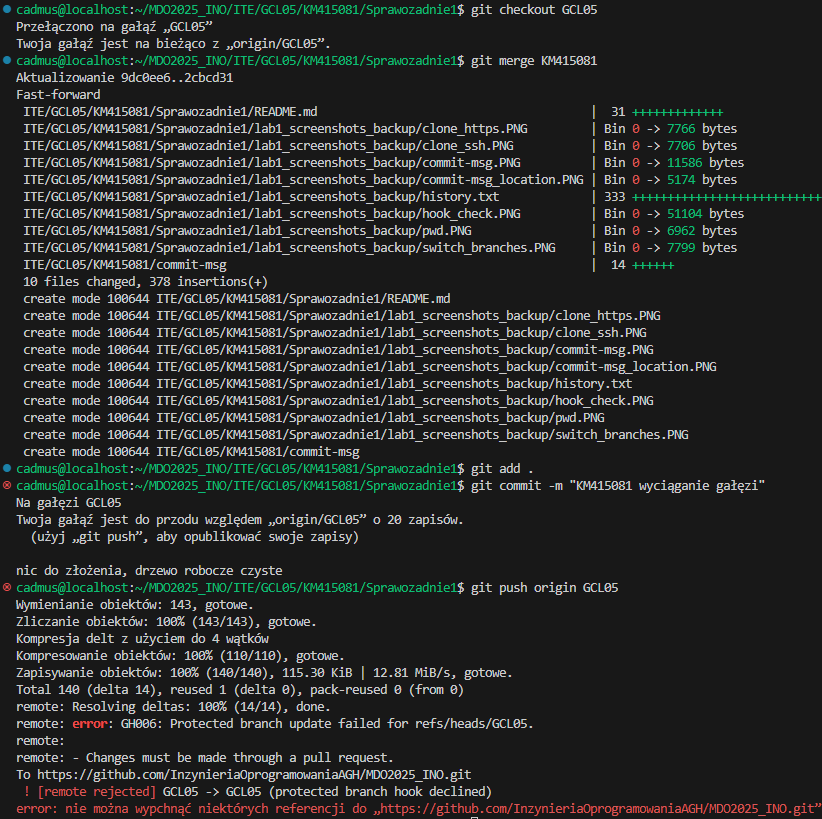 cadmus@localhost:~/MDO2025_INO/ITE/GCL05/KM415081/Sprawozadnie1$ git checkout GCL05
Przełączono na gałąź „GCL05”
Twoja gałąź jest na bieżąco z „origin/GCL05”.
cadmus@localhost:~/MDO2025_INO/ITE/GCL05/KM415081/Sprawozadnie1$ git merge KM415081
Aktualizowanie 9dc0ee6..2cbcd31
Fast-forward
 ITE/GCL05/KM415081/Sprawozadnie1/README.md | 31 +++++++++++++
 ITE/GCL05/KM415081/Sprawozadnie1/lab1_screenshots_backup/clone_https.PNG | Bin 0 -> 7766 bytes
 ITE/GCL05/KM415081/Sprawozadnie1/lab1_screenshots_backup/clone_ssh.PNG | Bin 0 -> 7706 bytes
 ITE/GCL05/KM415081/Sprawozadnie1/lab1_screenshots_backup/commit-msg.PNG | Bin 0 -> 11586 bytes
 ITE/GCL05/KM415081/Sprawozadnie1/lab1_screenshots_backup/commit-msg_location.PNG | Bin 0 -> 5174 bytes
 ITE/GCL05/KM415081/Sprawozadnie1/lab1_screenshots_backup/history.txt | 333 +++++++++++++++++++++++++++
 ITE/GCL05/KM415081/Sprawozadnie1/lab1_screenshots_backup/hook_check.PNG | Bin 0 -> 51104 bytes
 ITE/GCL05/KM415081/Sprawozadnie1/lab1_screenshots_backup/pwd.PNG | Bin 0 -> 6962 bytes
 ITE/GCL05/KM415081/Sprawozadnie1/lab1_screenshots_backup/switch_branches.PNG | Bin 0 -> 7799 bytes
 ITE/GCL05/KM415081/commit-msg | 14 ++++++
 10 files changed, 378 insertions(+)
 create mode 100644 ITE/GCL05/KM415081/Sprawozadnie1/README.md
 create mode 100644 ITE/GCL05/KM415081/Sprawozadnie1/lab1_screenshots_backup/clone_https.PNG
 create mode 100644 ITE/GCL05/KM415081/Sprawozadnie1/lab1_screenshots_backup/clone_ssh.PNG
 create mode 100644 ITE/GCL05/KM415081/Sprawozadnie1/lab1_screenshots_backup/commit-msg.PNG
 create mode 100644 ITE/GCL05/KM415081/Sprawozadnie1/lab1_screenshots_backup/commit-msg_location.PNG
 create mode 100644 ITE/GCL05/KM415081/Sprawozadnie1/lab1_screenshots_backup/history.txt
 create mode 100644 ITE/GCL05/KM415081/Sprawozadnie1/lab1_screenshots_backup/hook_check.PNG
 create mode 100644 ITE/GCL05/KM415081/Sprawozadnie1/lab1_screenshots_backup/pwd.PNG
 create mode 100644 ITE/GCL05/KM415081/Sprawozadnie1/lab1_screenshots_backup/switch_branches.PNG
 create mode 100644 ITE/GCL05/KM415081/commit-msg
cadmus@localhost:~/MDO2025_INO/ITE/GCL05/KM415081/Sprawozadnie1$ git add .
cadmus@localhost:~/MDO2025_INO/ITE/GCL05/KM415081/Sprawozadnie1$ git commit -m "KM415081 wyciąganie gałęzi"
Na gałęzi GCL05
Twoja gałąź jest do przodu względem „origin/GCL05” o 20 zapisów.
  (użyj „git push”, aby opublikować swoje zapisy)
nic do złożenia, drzewo robocze czyste
cadmus@localhost:~/MDO2025_INO/ITE/GCL05/KM415081/Sprawozadnie1$ git push origin GCL05
Wymienianie obiektów: 143, gotowe.
Zliczanie obiektów: 100% (143/143), gotowe.
Kompresja delt z użyciem do 4 wątków
Kompresowanie obiektów: 100% (110/110), gotowe.
Zapisywanie obiektów: 100% (140/140), 115.30 KiB | 12.81 MiB/s, gotowe.
Total 140 (delta 14), reused 1 (delta 0), pack-reused 0 (from 0)
remote: Resolving deltas: 100% (14/14), done.
remote: error: GH006: Protected branch update failed for refs/heads/GCL05.
remote:
remote: - Changes must be made through a pull request.
To https://github.com/InzynieriaOprogramowaniaAGH/MDO2025_INO.git
 ! [remote rejected] GCL05 -> GCL05 (protected branch hook declined)
error: nie można wypchnąć niektórych referencji do „https://github.com/InzynieriaOprogramowaniaAGH/MDO2025_INO.git”